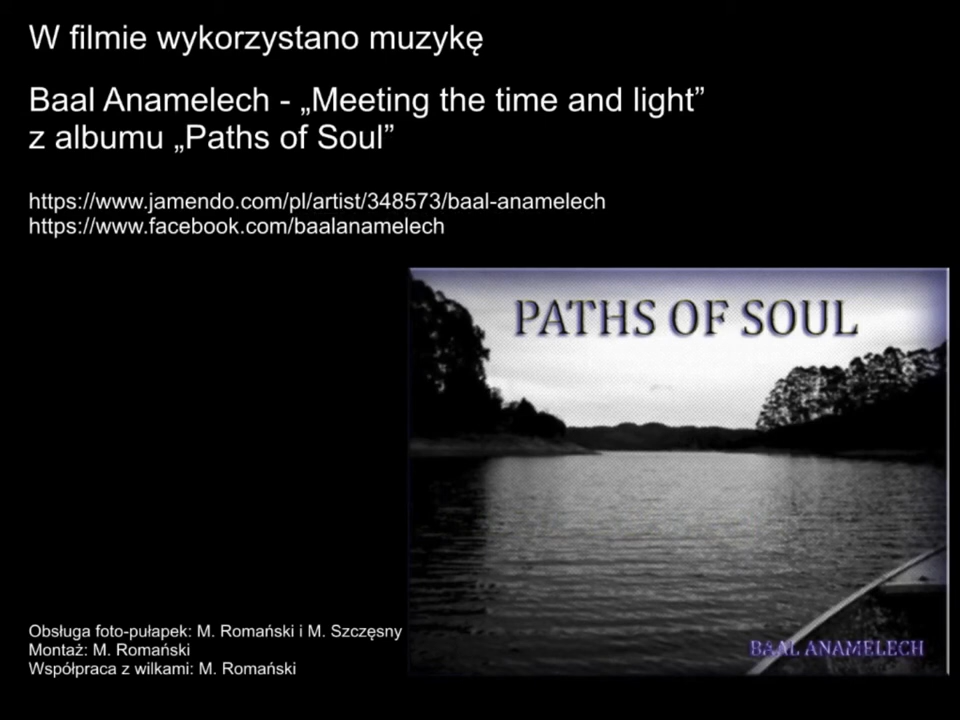 W filmie wykorzystano muzykę
Baal Anamelech - „Meeting the time and light”
z albumu „Paths of Soul”
https://www.jamendo.com/pl/artist/348573/baal-anamelech
https://www.facebook.com/baalanamelech
PATHS OF SOUL
BAAL ANAMELECH
Obsługa foto-pułapek: M. Romański i M. Szczęsny
Montaż: M. Romański
Współpraca z wilkami: M. Romański